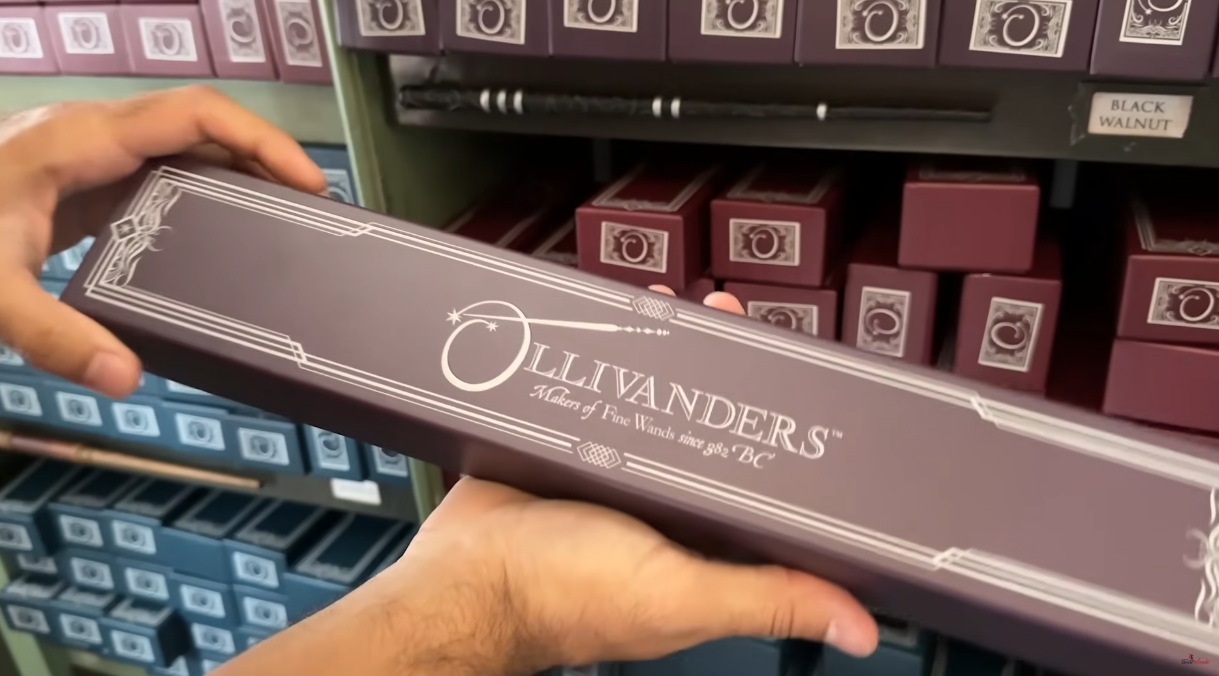 BLACK
WALNUT
OLLIVANDERS™
Makers of Fine Wands since 382 BC